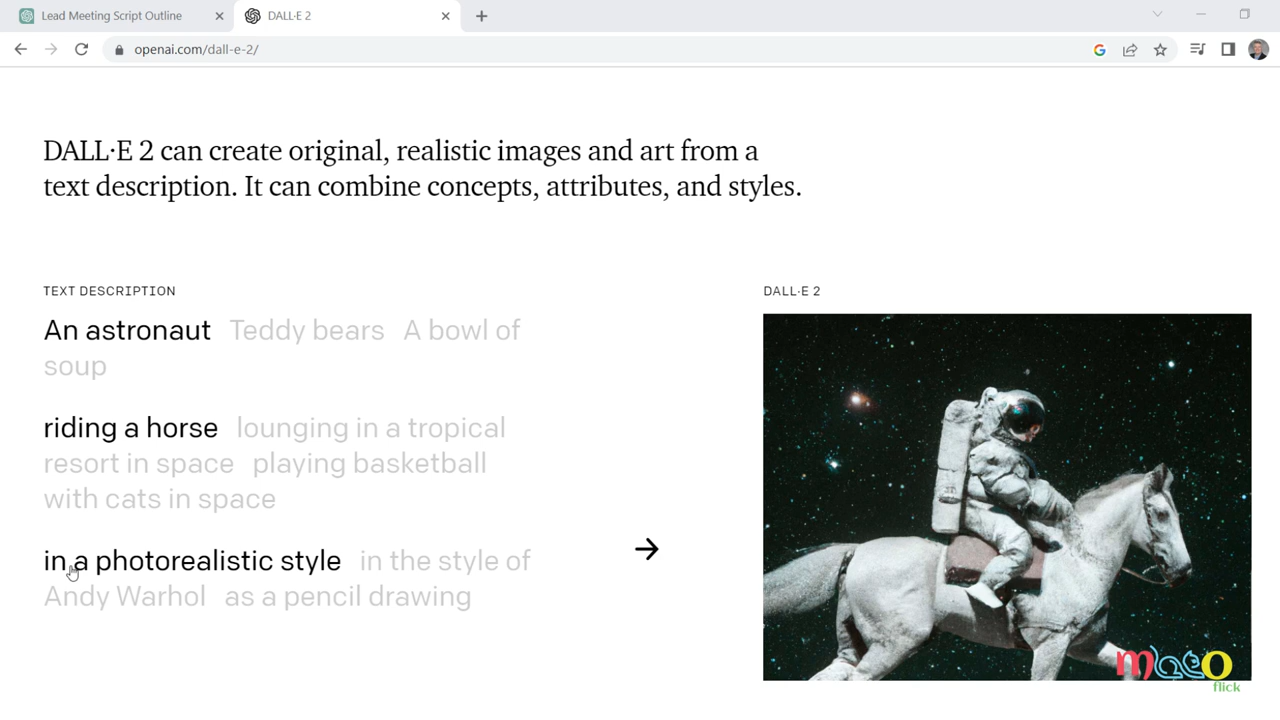 Lead Meeting Script Outline
DALL·E 2
openai.com/dall-e-2/
DALL·E 2 can create original, realistic images and art from a
text description. It can combine concepts, attributes, and styles.
TEXT DESCRIPTION
An astronaut Teddy bears A bowl of
soup
riding a horse lounging in a tropical
resort in space playing basketball
with cats in space
in a photorealistic style in the style of
Andy Warhol as a pencil drawing
DALL·E 2
flick